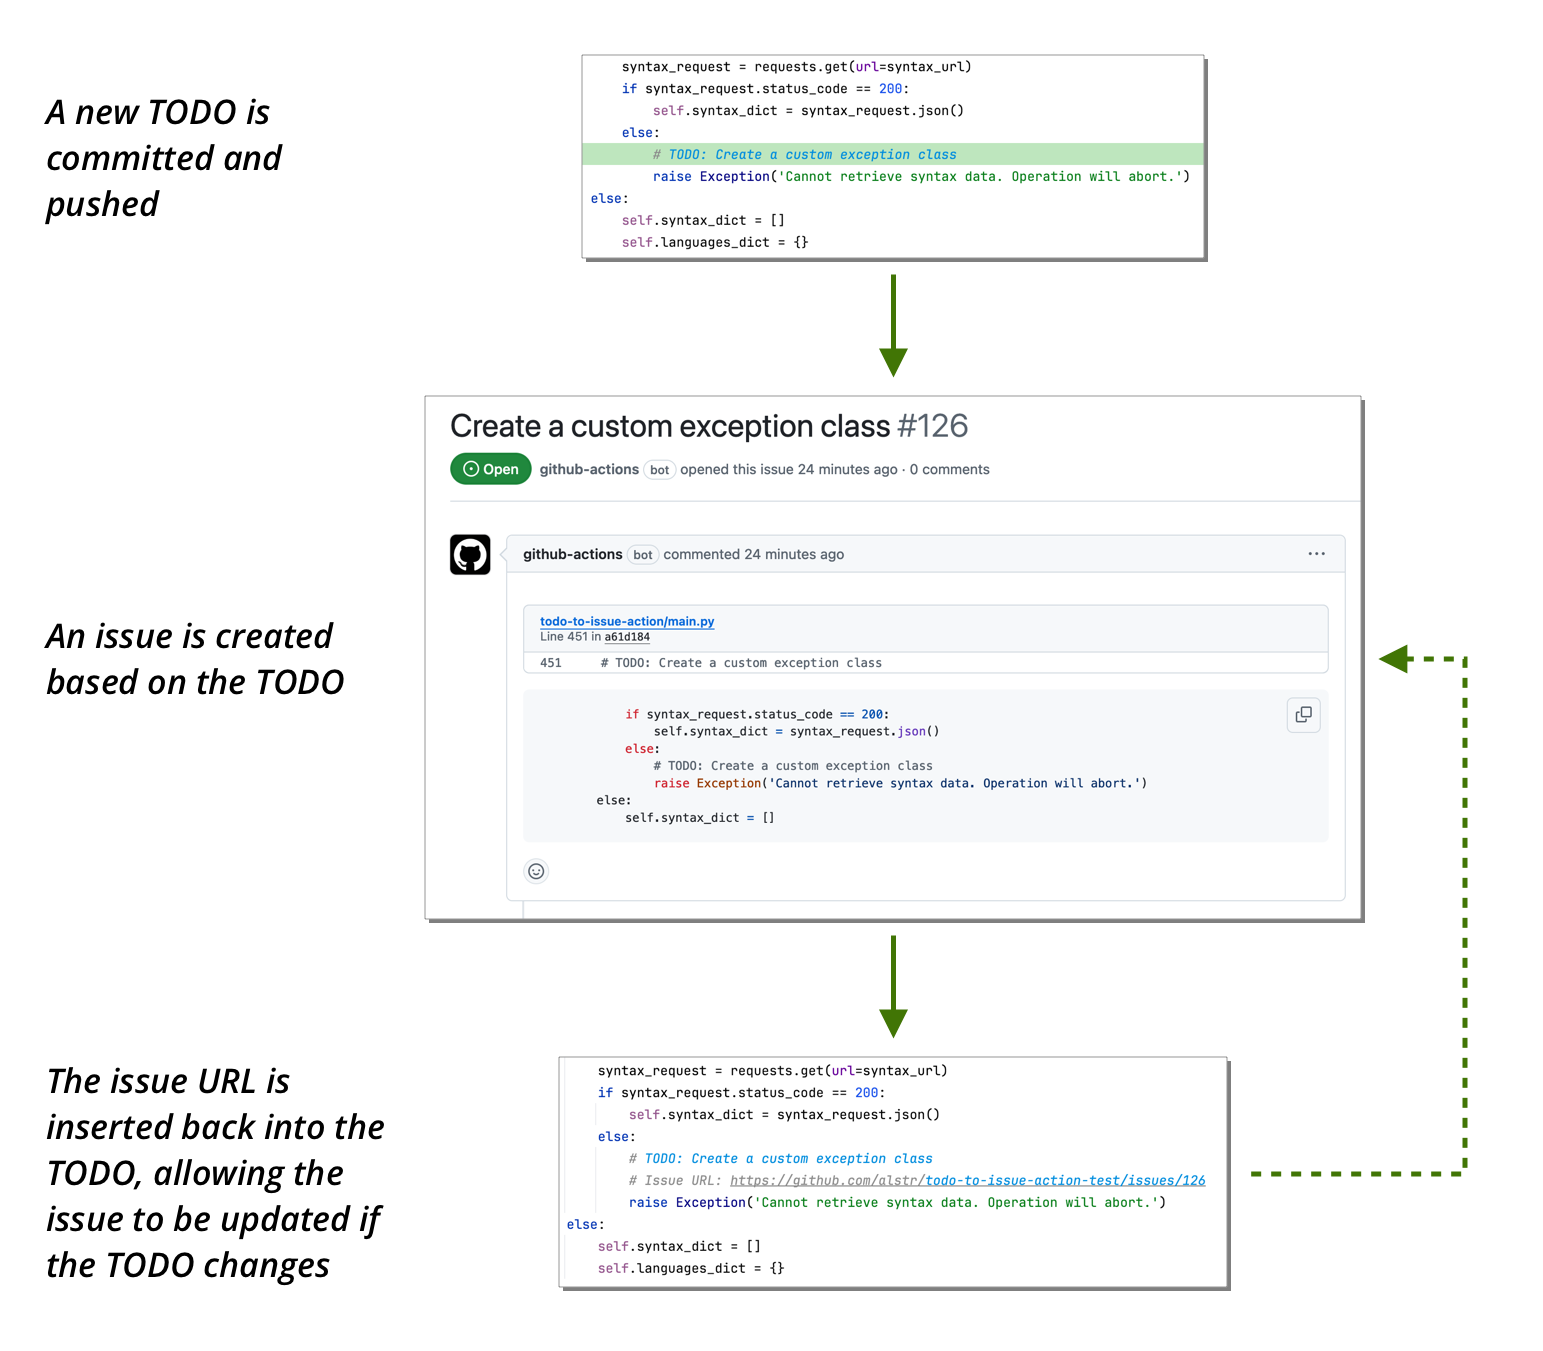 A new TODO is
committed and
pushed
syntax_request = requests.get(url=syntax_url)
if syntax_request.status_code == 200:
self.syntax_dict = syntax_request.json()
else:
# TODO: Create a custom exception class
raise Exception('Cannot retrieve syntax data. Operation will abort.')
else:
self.syntax_dict = []
self.languages_dict = {}
An issue is created
based on the TODO
Create a custom exception class #126
Open github-actions bot opened this issue 24 minutes ago · 0 comments
github-actions bot commented 24 minutes ago ...
todo-to-issue-action/main.py
Line 451 in a61d184
451 # TODO: Create a custom exception class
if syntax_request.status_code == 200:
self.syntax_dict = syntax_request.json()
else:
# TODO: Create a custom exception class
raise Exception('Cannot retrieve syntax data. Operation will abort.')
else:
self.syntax_dict = []
The issue URL is
inserted back into the
TODO, allowing the
issue to be updated if
the TODO changes
syntax_request = requests.get(url=syntax_url)
if syntax_request.status_code == 200:
self.syntax_dict = syntax_request.json()
else:
# TODO: Create a custom exception class
# Issue URL: https://github.com/alstr/todo-to-issue-action-test/issues/126
raise Exception('Cannot retrieve syntax data. Operation will abort.')
else:
self.syntax_dict = []
self.languages_dict = {}